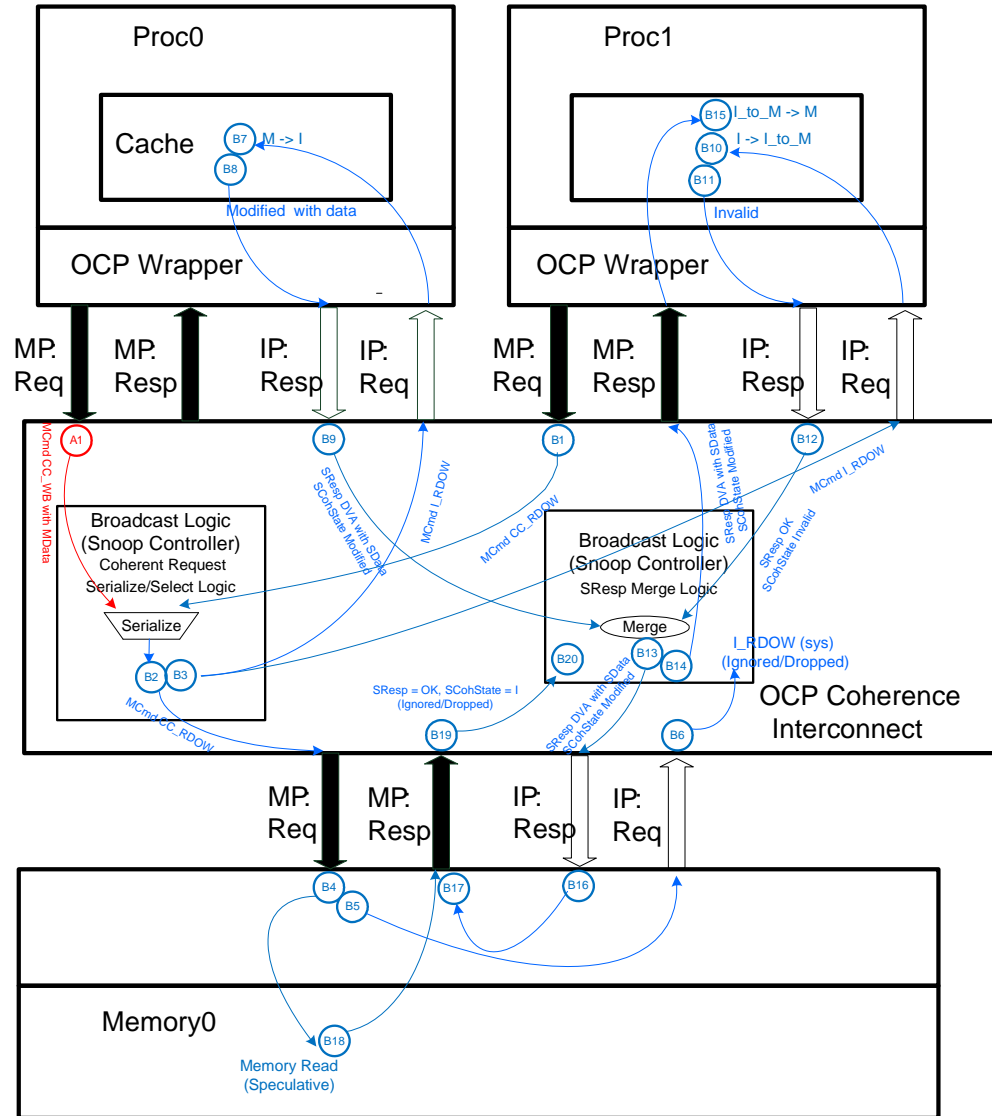 Proc0
Proc1
Cache
B7
M -> I
B8
Modified with data
B15
I_to_M -> M
I -> I_to_M
B10
B11
Invalid
OCP Wrapper
_
OCP Wrapper
MP:
Req
MP:
Resp
IP:
Resp
IP:
Req
MP:
Req
MP:
Resp
IP:
Resp
IP:
Req
A1
B9
B1
B12
MCmd CC_WB with MData
SResp DVA with SData
SCohState Modified
MCmd I_RDOW
MCmd CC_RDOW
SResp DVA with SData
SCohState Modified
SResp OK
SCohState Invalid
MCmd I_RDOW
Broadcast Logic
(Snoop Controller)
Coherent Request
Serialize/Select Logic
Serialize
B2
B3
MCmd CC_RDOW
Broadcast Logic
(Snoop Controller)
SResp Merge Logic
Merge
B20
B13
B14
I_RDOW (sys)
(Ignored/Dropped)
SResp = OK, SCohState = I
(Ignored/Dropped)
SResp DVA with SData
SCohState Modified
B19
B6
OCP Coherence
Interconnect
MP:
Req
MP:
Resp
IP:
Resp
IP:
Req
B4
B5
B17
B16
Memory0
B18
Memory Read
(Speculative)